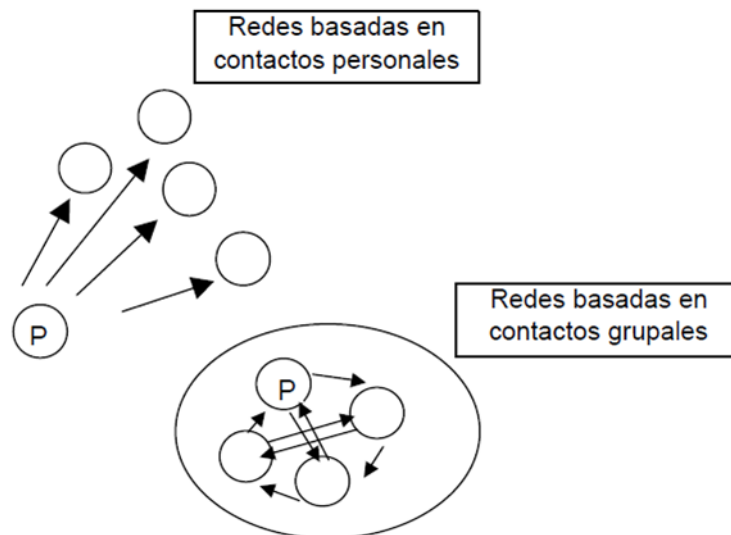 Redes basadas en
contactos personales
P
Redes basadas en
contactos grupales
P